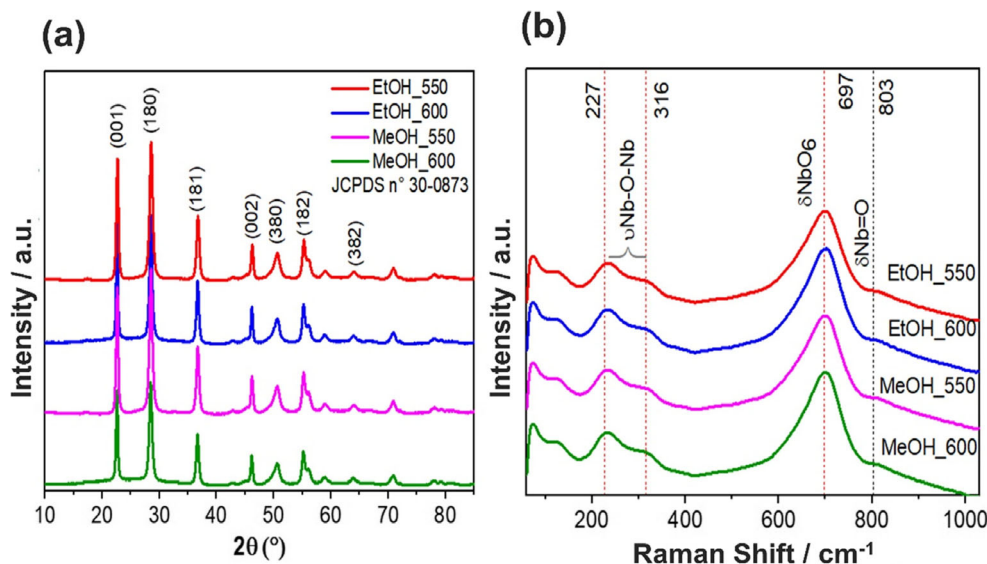 (a)
(001)
(180)
(181)
(002)
(380)
(182)
(382)
EtOH_550
EtOH_600
MeOH_550
MeOH_600
JCPDS n° 30-0873
Intensity / a.u.
10 20 30 40 50 60 70 80
2θ (º)
(b)
227
316
697
803
υNb-O-Nb
δNbO₆
δNb=O
EtOH_550
EtOH_600
MeOH_550
MeOH_600
Intensity / a.u.
200 400 600 800 1000
Raman Shift / cm⁻¹